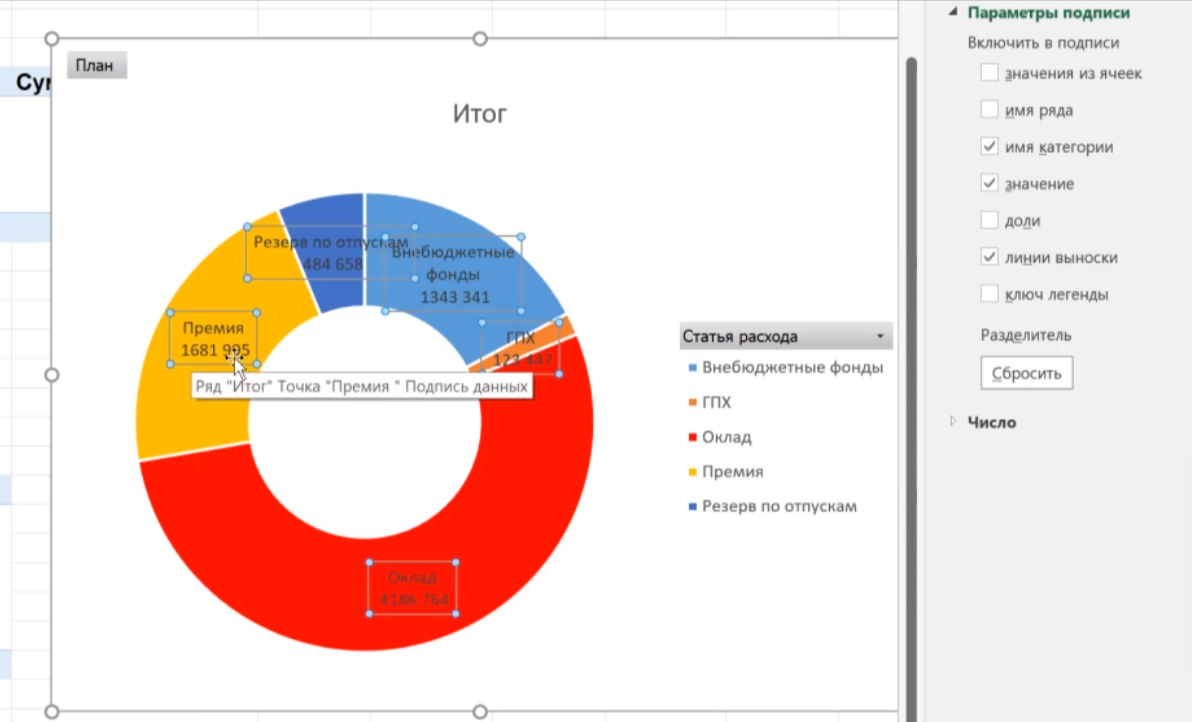 План
Итог
Резерв по отпускам
484 658
Внебюджетные
фонды
1343 341
ГПХ
123 447
Премия
1681 995
Ряд "Итог" Точка "Премия " Подпись данных
Оклад
4186 764
Статья расхода
Внебюджетные фонды
ГПХ
Оклад
Премия
Резерв по отпускам
Параметры подписи
Включить в подписи
значения из ячеек
имя ряда
имя категории
значение
доли
линии выноски
ключ легенды
Разделитель
Сбросить
Число